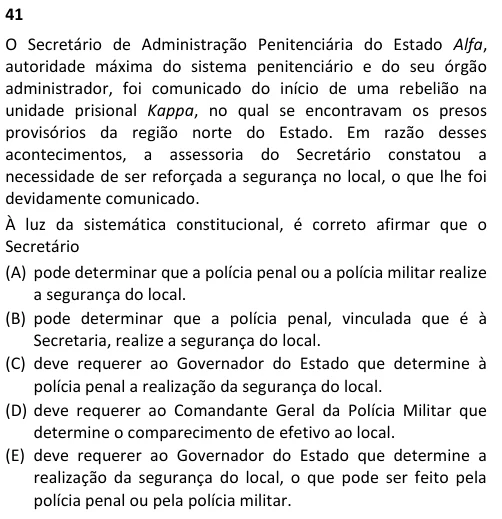 41
O Secretário de Administração Penitenciária do Estado Alfa,
autoridade máxima do sistema penitenciário e do seu órgão
administrador, foi comunicado do início de uma rebelião na
unidade prisional Kappa, no qual se encontravam os presos
provisórios da região norte do Estado. Em razão desses
acontecimentos, a assessoria do Secretário constatou a
necessidade de ser reforçada a segurança no local, o que lhe foi
devidamente comunicado.
À luz da sistemática constitucional, é correto afirmar que o
Secretário
(A) pode determinar que a polícia penal ou a polícia militar realize
a segurança do local.
(B) pode determinar que a polícia penal, vinculada que é à
Secretaria, realize a segurança do local.
(C) deve requerer ao Governador do Estado que determine à
polícia penal a realização da segurança do local.
(D) deve requerer ao Comandante Geral da Polícia Militar que
determine o comparecimento de efetivo ao local.
(E) deve requerer ao Governador do Estado que determine a
realização da segurança do local, o que pode ser feito pela
polícia penal ou pela polícia militar.